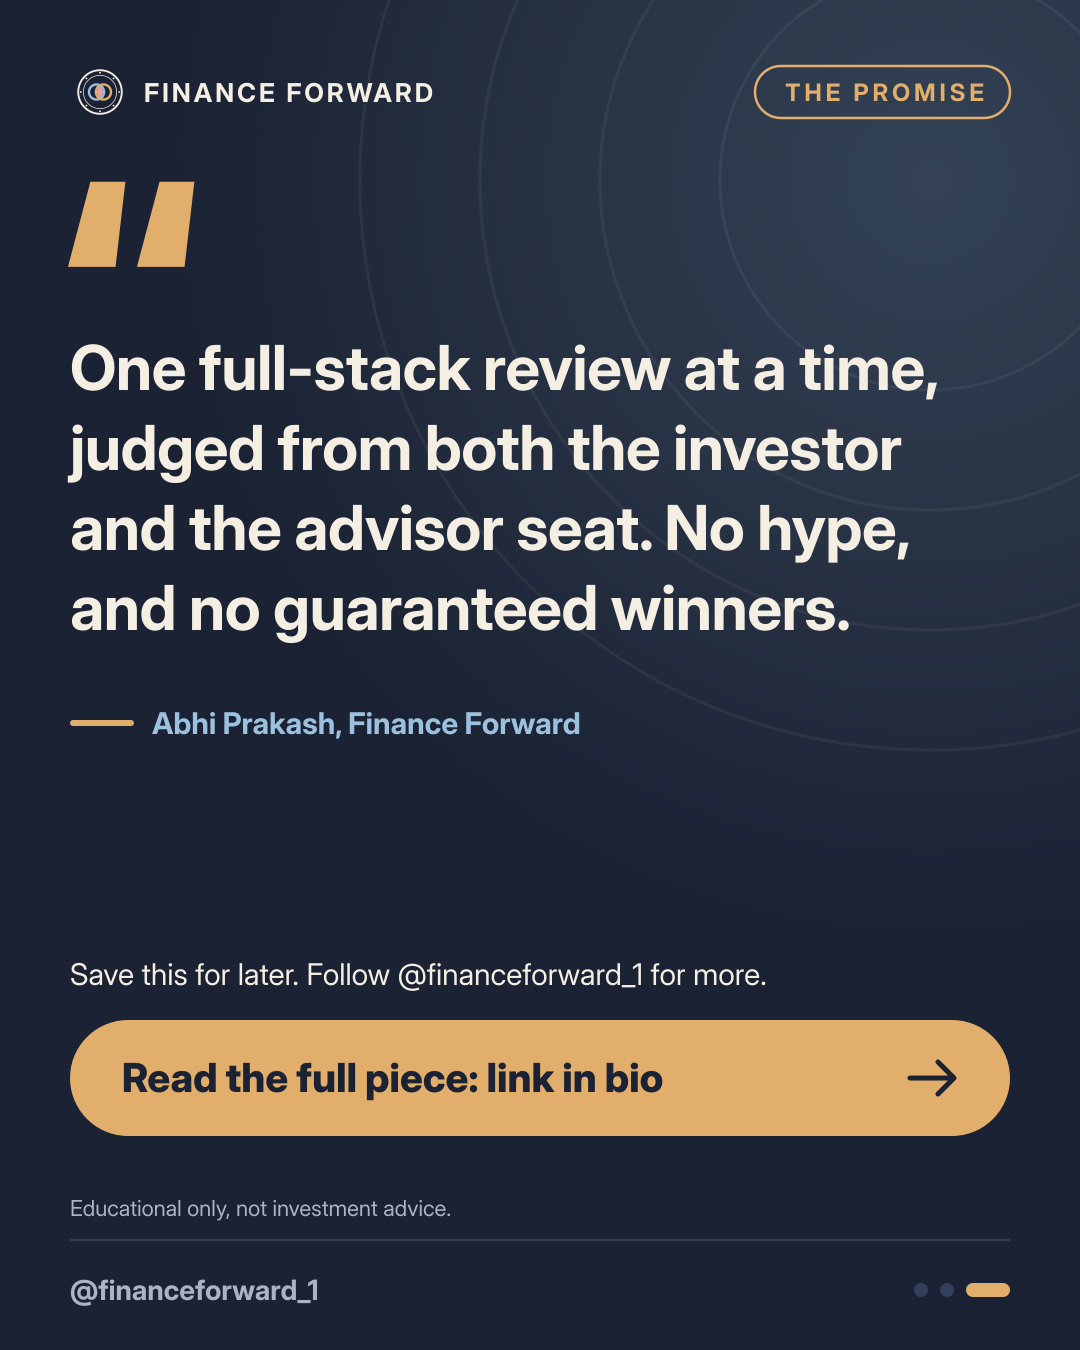 FINANCE FORWARD
THE PROMISE
"
One full-stack review at a time,
judged from both the investor
and the advisor seat. No hype,
and no guaranteed winners.
Abhi Prakash, Finance Forward
Save this for later. Follow @financeforward_1 for more.
Read the full piece: link in bio
Educational only, not investment advice.
@financeforward_1